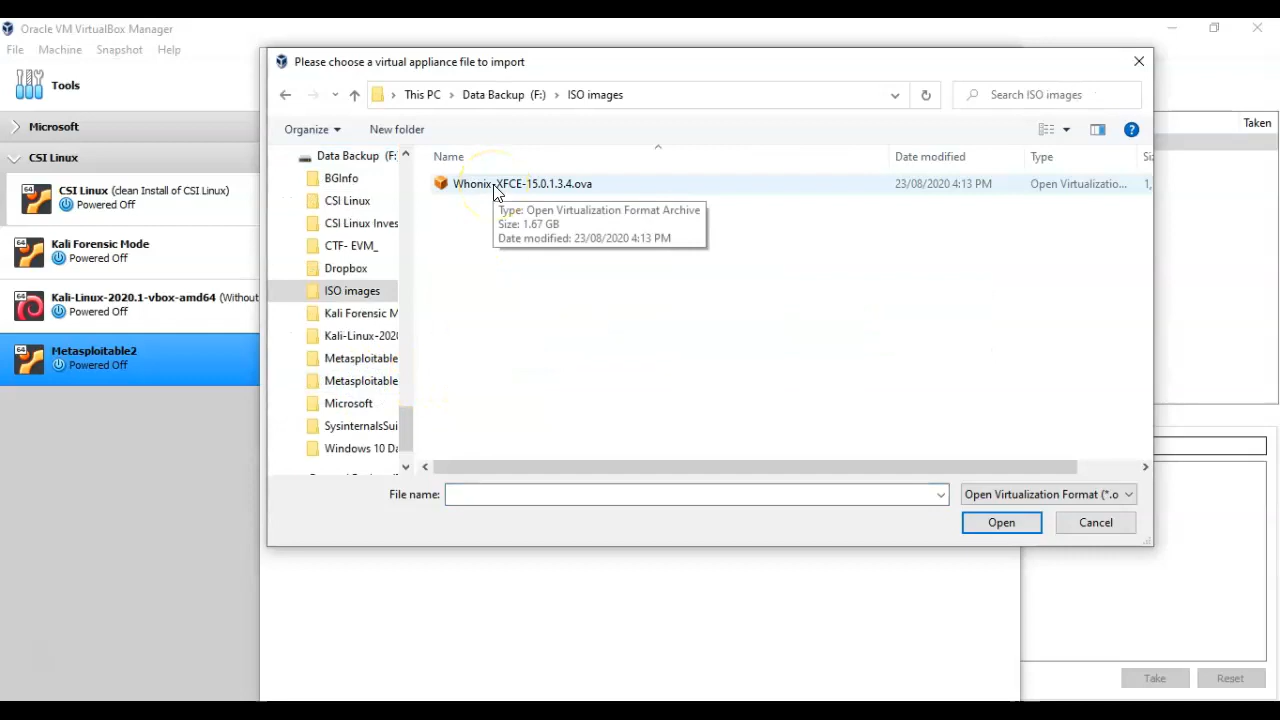 Oracle VM VirtualBox Manager
File Machine Snapshot Help
Tools
Microsoft
CSI Linux
CSI Linux (clean Install of CSI Linux)
Powered Off
Kali Forensic Mode
Powered Off
Kali-Linux-2020.1-vbox-amd64 (Without
Powered Off
Metasploitable2
Powered Off
Please choose a virtual appliance file to import
This PC Data Backup (F:) ISO images
Search ISO images
Organize New folder
Data Backup (F:
BGInfo
CSI Linux
CSI Linux Inves
CTF- EVM_
Dropbox
ISO images
Kali Forensic M
Kali-Linux-202
Metasploitable
Metasploitable
Microsoft
SysinternalsSui
Windows 10 Da
Name Date modified Type Si
Whonix-XFCE-15.0.1.3.4.ova 23/08/2020 4:13 PM Open Virtualizatio... 1,
Type: Open Virtualization Format Archive
Size: 1.67 GB
Date modified: 23/08/2020 4:13 PM
File name: Open Virtualization Format (*.o
Open Cancel
Taken
Take Reset